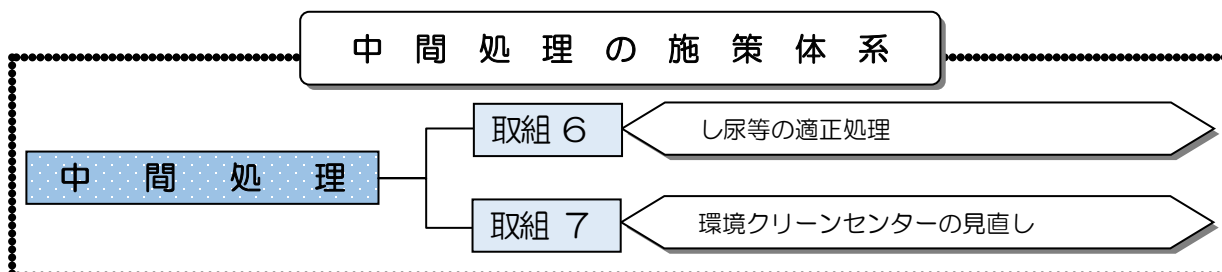 中間処理の施策体系
取組６ し尿等の適正処理
中間処理
取組７ 環境クリーンセンターの見直し